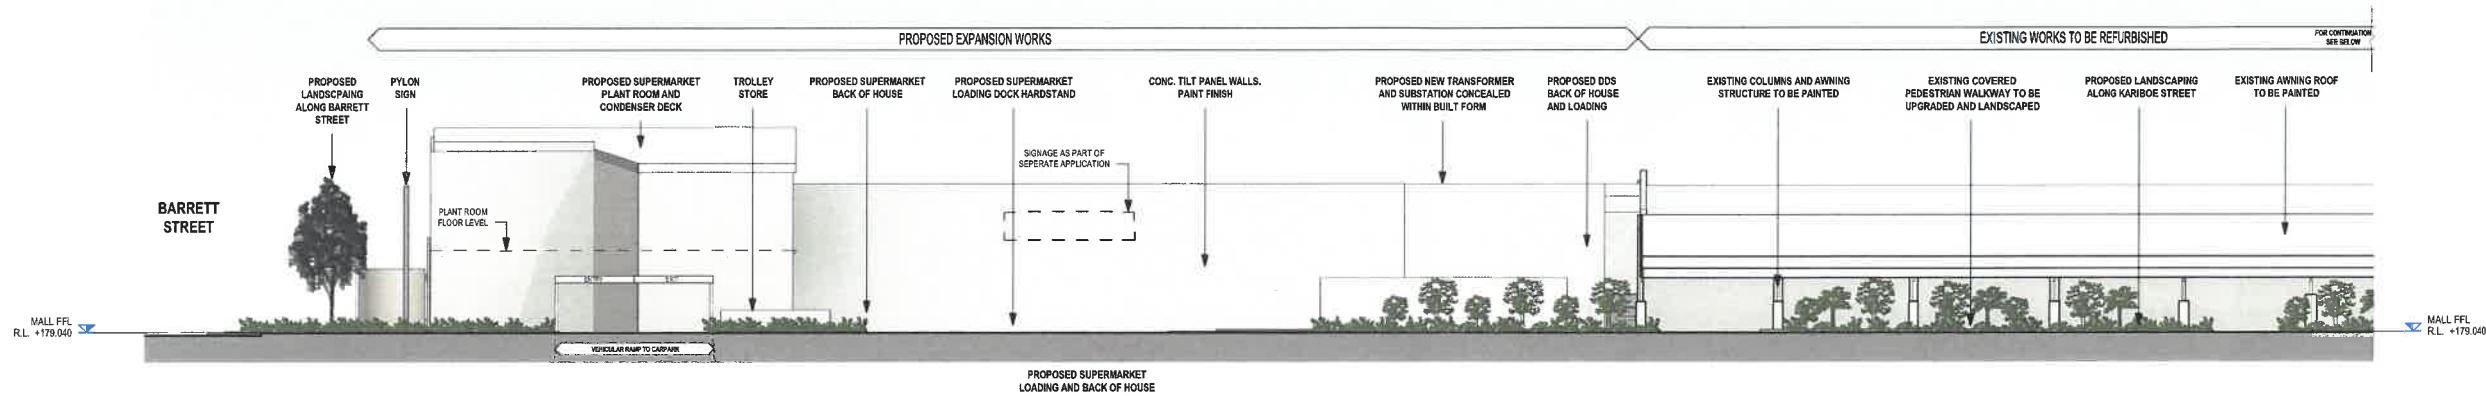 PROPOSED EXPANSION WORKS
EXISTING WORKS TO BE REFURBISHED
FOR CONTINUATION
SEE BELOW
PROPOSED
LANDSCPAING
ALONG BARRETT
STREET
PYLON
SIGN
PROPOSED SUPERMARKET
PLANT ROOM AND
CONDENSER DECK
TROLLEY
STORE
PROPOSED SUPERMARKET
BACK OF HOUSE
PROPOSED SUPERMARKET
LOADING DOCK HARDSTAND
CONC. TILT PANEL WALLS.
PAINT FINISH
PROPOSED NEW TRANSFORMER
AND SUBSTATION CONCEALED
WITHIN BUILT FORM
PROPOSED DDS
BACK OF HOUSE
AND LOADING
EXISTING COLUMNS AND AWNING
STRUCTURE TO BE PAINTED
EXISTING COVERED
PEDESTRIAN WALKWAY TO BE
UPGRADED AND LANDSCAPED
PROPOSED LANDSCAPING
ALONG KARIBOE STREET
EXISTING AWNING ROOF
TO BE PAINTED
SIGNAGE AS PART OF
SEPERATE APPLICATION
BARRETT
STREET
PLANT ROOM
FLOOR LEVEL
ENTRY
EXIT
MALL FFL
R.L. +179.040
MALL FFL
R.L. +179.040
VEHICULAR RAMP TO CARPARK
PROPOSED SUPERMARKET
LOADING AND BACK OF HOUSE